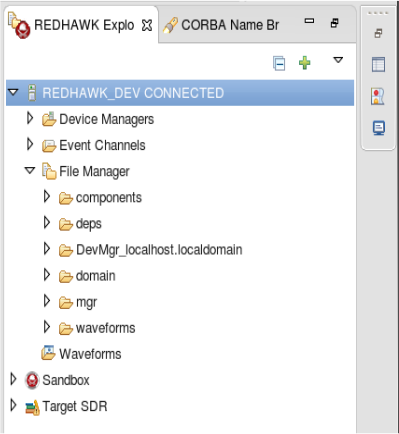 REDHAWK Explo
CORBA Name Br
REDHAWK_DEV CONNECTED
Device Managers
Event Channels
File Manager
components
deps
DevMgr_localhost.localdomain
domain
mgr
waveforms
Waveforms
Sandbox
Target SDR